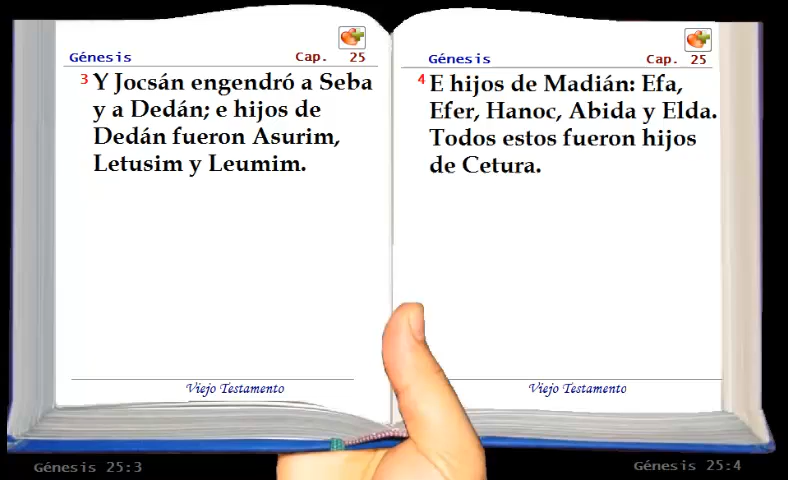 Génesis Cap. 25
3 Y Jocsán engendró a Seba
y a Dedán; e hijos de
Dedán fueron Asurim,
Letusim y Leumim.
Viejo Testamento
Génesis 25:3
Génesis Cap. 25
4 E hijos de Madián: Efa,
Efer, Hanoc, Abida y Elda.
Todos estos fueron hijos
de Cetura.
Viejo Testamento
Génesis 25:4